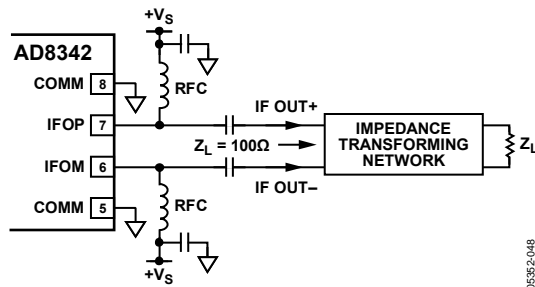 +VS
AD8342
COMM 8
RFC
IFOP 7
IF OUT+
ZL = 100Ω
IMPEDANCE
TRANSFORMING
NETWORK
ZL
IFOM 6
IF OUT–
COMM 5
RFC
+VS
05352-048